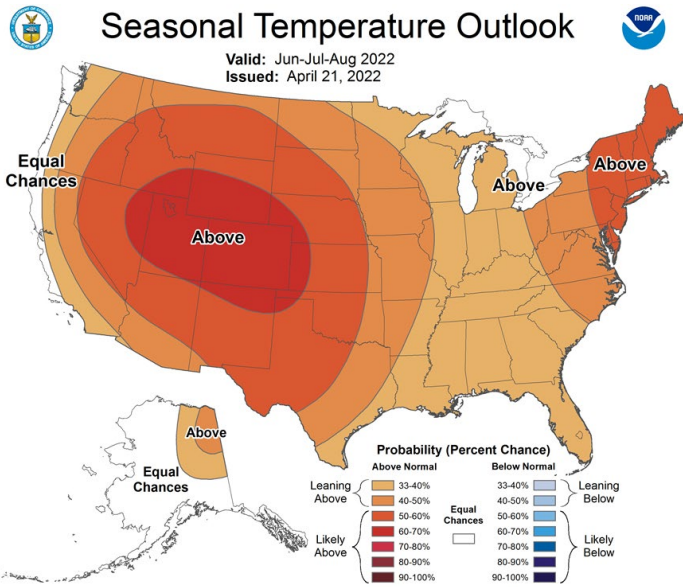 Seasonal Temperature Outlook
NOAA
Valid: Jun-Jul-Aug 2022
Issued: April 21, 2022
Equal
Chances
Above
Above
Above
Above
Equal
Chances
Probability (Percent Chance)
Above Normal
Below Normal
Leaning
Above
33-40%
40-50%
Likely
Above
50-60%
60-70%
70-80%
80-90%
90-100%
Equal
Chances
33-40%
40-50%
Leaning
Below
50-60%
60-70%
70-80%
80-90%
90-100%
Likely
Below